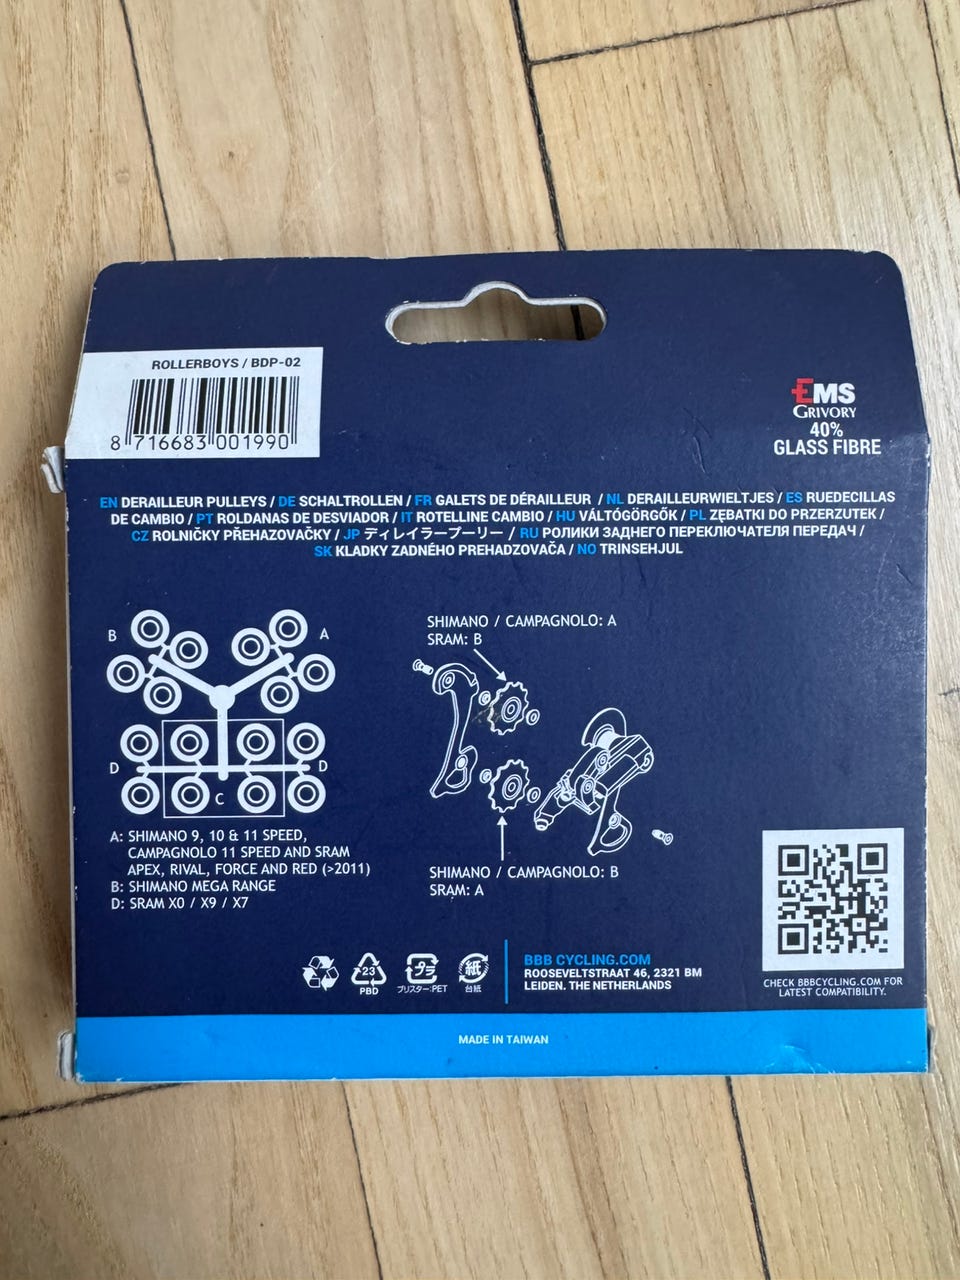 ROLLERBOYS / BDP-02
8 716683 001990
EMS
GRIVORY
40%
GLASS FIBRE
EN DERAILLEUR PULLEYS / DE SCHALTROLLEN / FR GALETS DE DÉRAILLEUR / NL DERAILLEURWIELTJES / ES RUEDECILLAS
DE CAMBIO / PT ROLDANAS DE DESVIADOR / IT ROTELLINE CAMBIO / HU VÁLTÓGÖRGŐK / PL ZĘBATKI DO PRZERZUTEK /
CZ ROLNIČKY PŘEHAZOVAČKY / JP ディレイラープーリー / RU РОЛИКИ ЗАДНЕГО ПЕРЕКЛЮЧАТЕЛЯ ПЕРЕДАЧ /
SK KLADKY ZADNÉHO PREHADZOVAČA / NO TRINSEHJUL
B
A
D
D
C
A: SHIMANO 9, 10 & 11 SPEED,
CAMPAGNOLO 11 SPEED AND SRAM
APEX, RIVAL, FORCE AND RED (>2011)
B: SHIMANO MEGA RANGE
D: SRAM X0 / X9 / X7
SHIMANO / CAMPAGNOLO: A
SRAM: B
SHIMANO / CAMPAGNOLO: B
SRAM: A
23
PBD
プラ
ブリスター:PET
紙
台紙
BBB CYCLING.COM
ROOSEVELTSTRAAT 46, 2321 BM
LEIDEN. THE NETHERLANDS
CHECK BBBCYCLING.COM FOR
LATEST COMPATIBILITY.
MADE IN TAIWAN